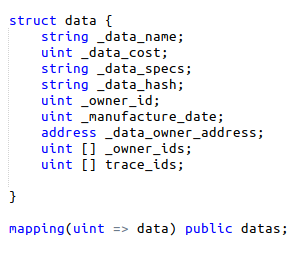 struct data {
    string _data_name;
    uint _data_cost;
    string _data_specs;
    string _data_hash;
    uint _owner_id;
    uint _manufacture_date;
    address _data_owner_address;
    uint [] _owner_ids;
    uint [] trace_ids;
}
mapping(uint => data) public datas;